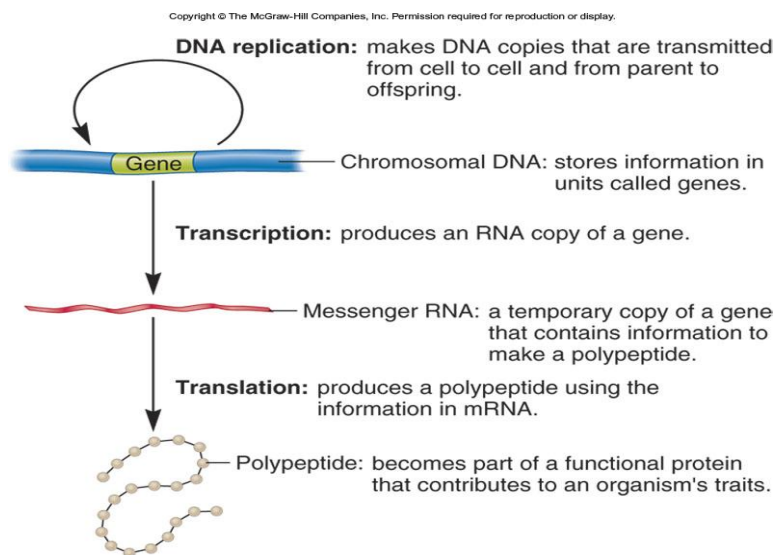 Copyright © The McGraw-Hill Companies, Inc. Permission required for reproduction or display.
DNA replication: makes DNA copies that are transmitted
from cell to cell and from parent to
offspring.
Gene
Chromosomal DNA: stores information in
units called genes.
Transcription: produces an RNA copy of a gene.
Messenger RNA: a temporary copy of a gene
that contains information to
make a polypeptide.
Translation: produces a polypeptide using the
information in mRNA.
Polypeptide: becomes part of a functional protein
that contributes to an organism's traits.